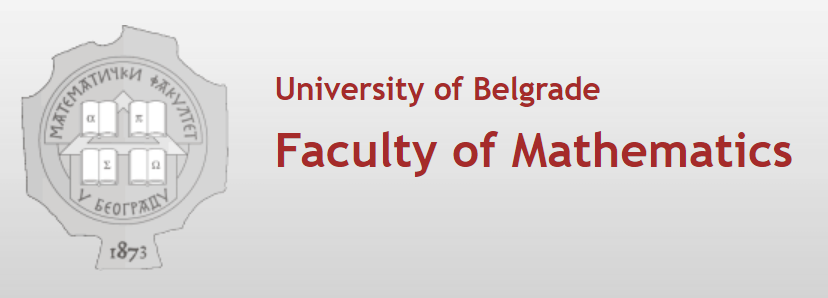 МАТЕМАТИЧКИ ФАКУЛТЕТ
α π
Σ Ω
У БЕОГРАДУ
1873
University of Belgrade
Faculty of Mathematics